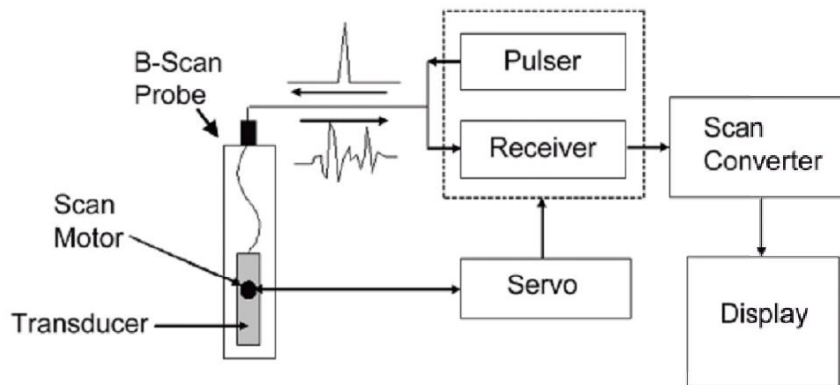 B-Scan
Probe
Pulser
Receiver
Scan
Converter
Scan
Motor
Servo
Transducer
Display